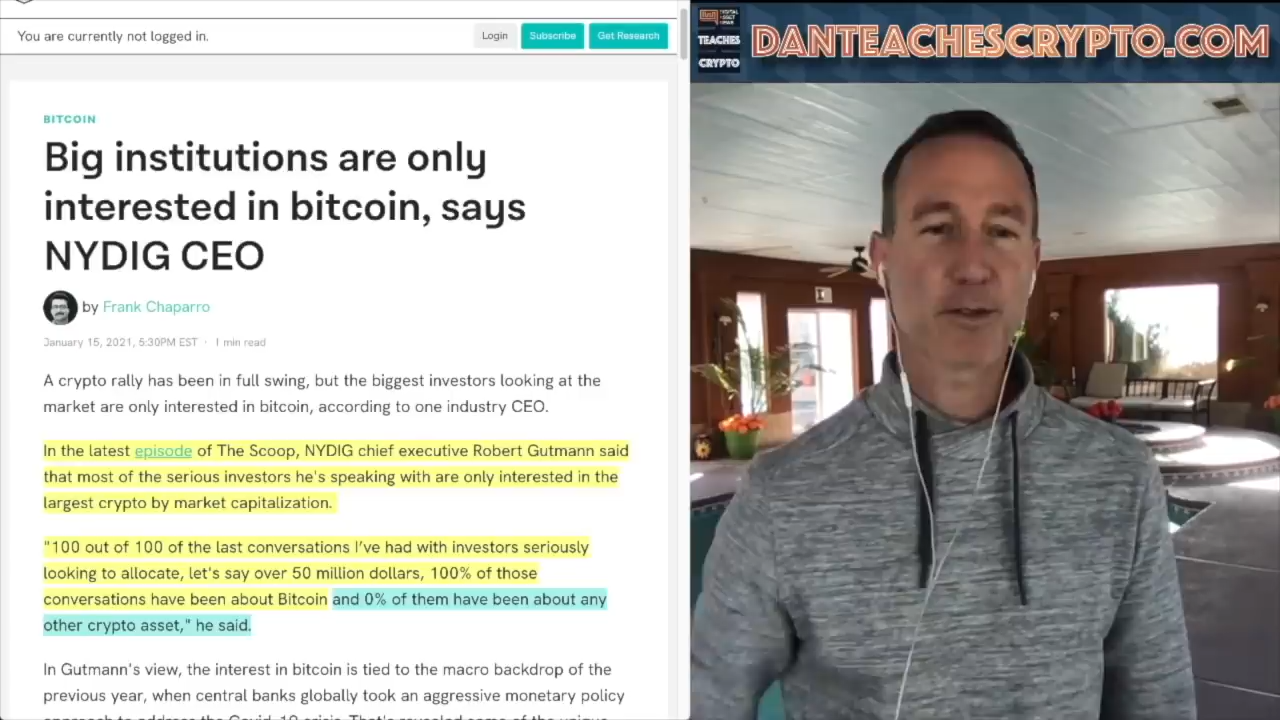 You are currently not logged in.
Login
Subscribe
Get Research
BITCOIN
Big institutions are only
interested in bitcoin, says
NYDIG CEO
by Frank Chaparro
January 15, 2021, 5:30PM EST · 1 min read
A crypto rally has been in full swing, but the biggest investors looking at the
market are only interested in bitcoin, according to one industry CEO.
In the latest episode of The Scoop, NYDIG chief executive Robert Gutmann said
that most of the serious investors he's speaking with are only interested in the
largest crypto by market capitalization.
"100 out of 100 of the last conversations I've had with investors seriously
looking to allocate, let's say over 50 million dollars, 100% of those
conversations have been about Bitcoin and 0% of them have been about any
other crypto asset," he said.
In Gutmann's view, the interest in bitcoin is tied to the macro backdrop of the
previous year, when central banks globally took an aggressive monetary policy
TEACHES
CRYPTO
DANTEACHESCRYPTO.COM